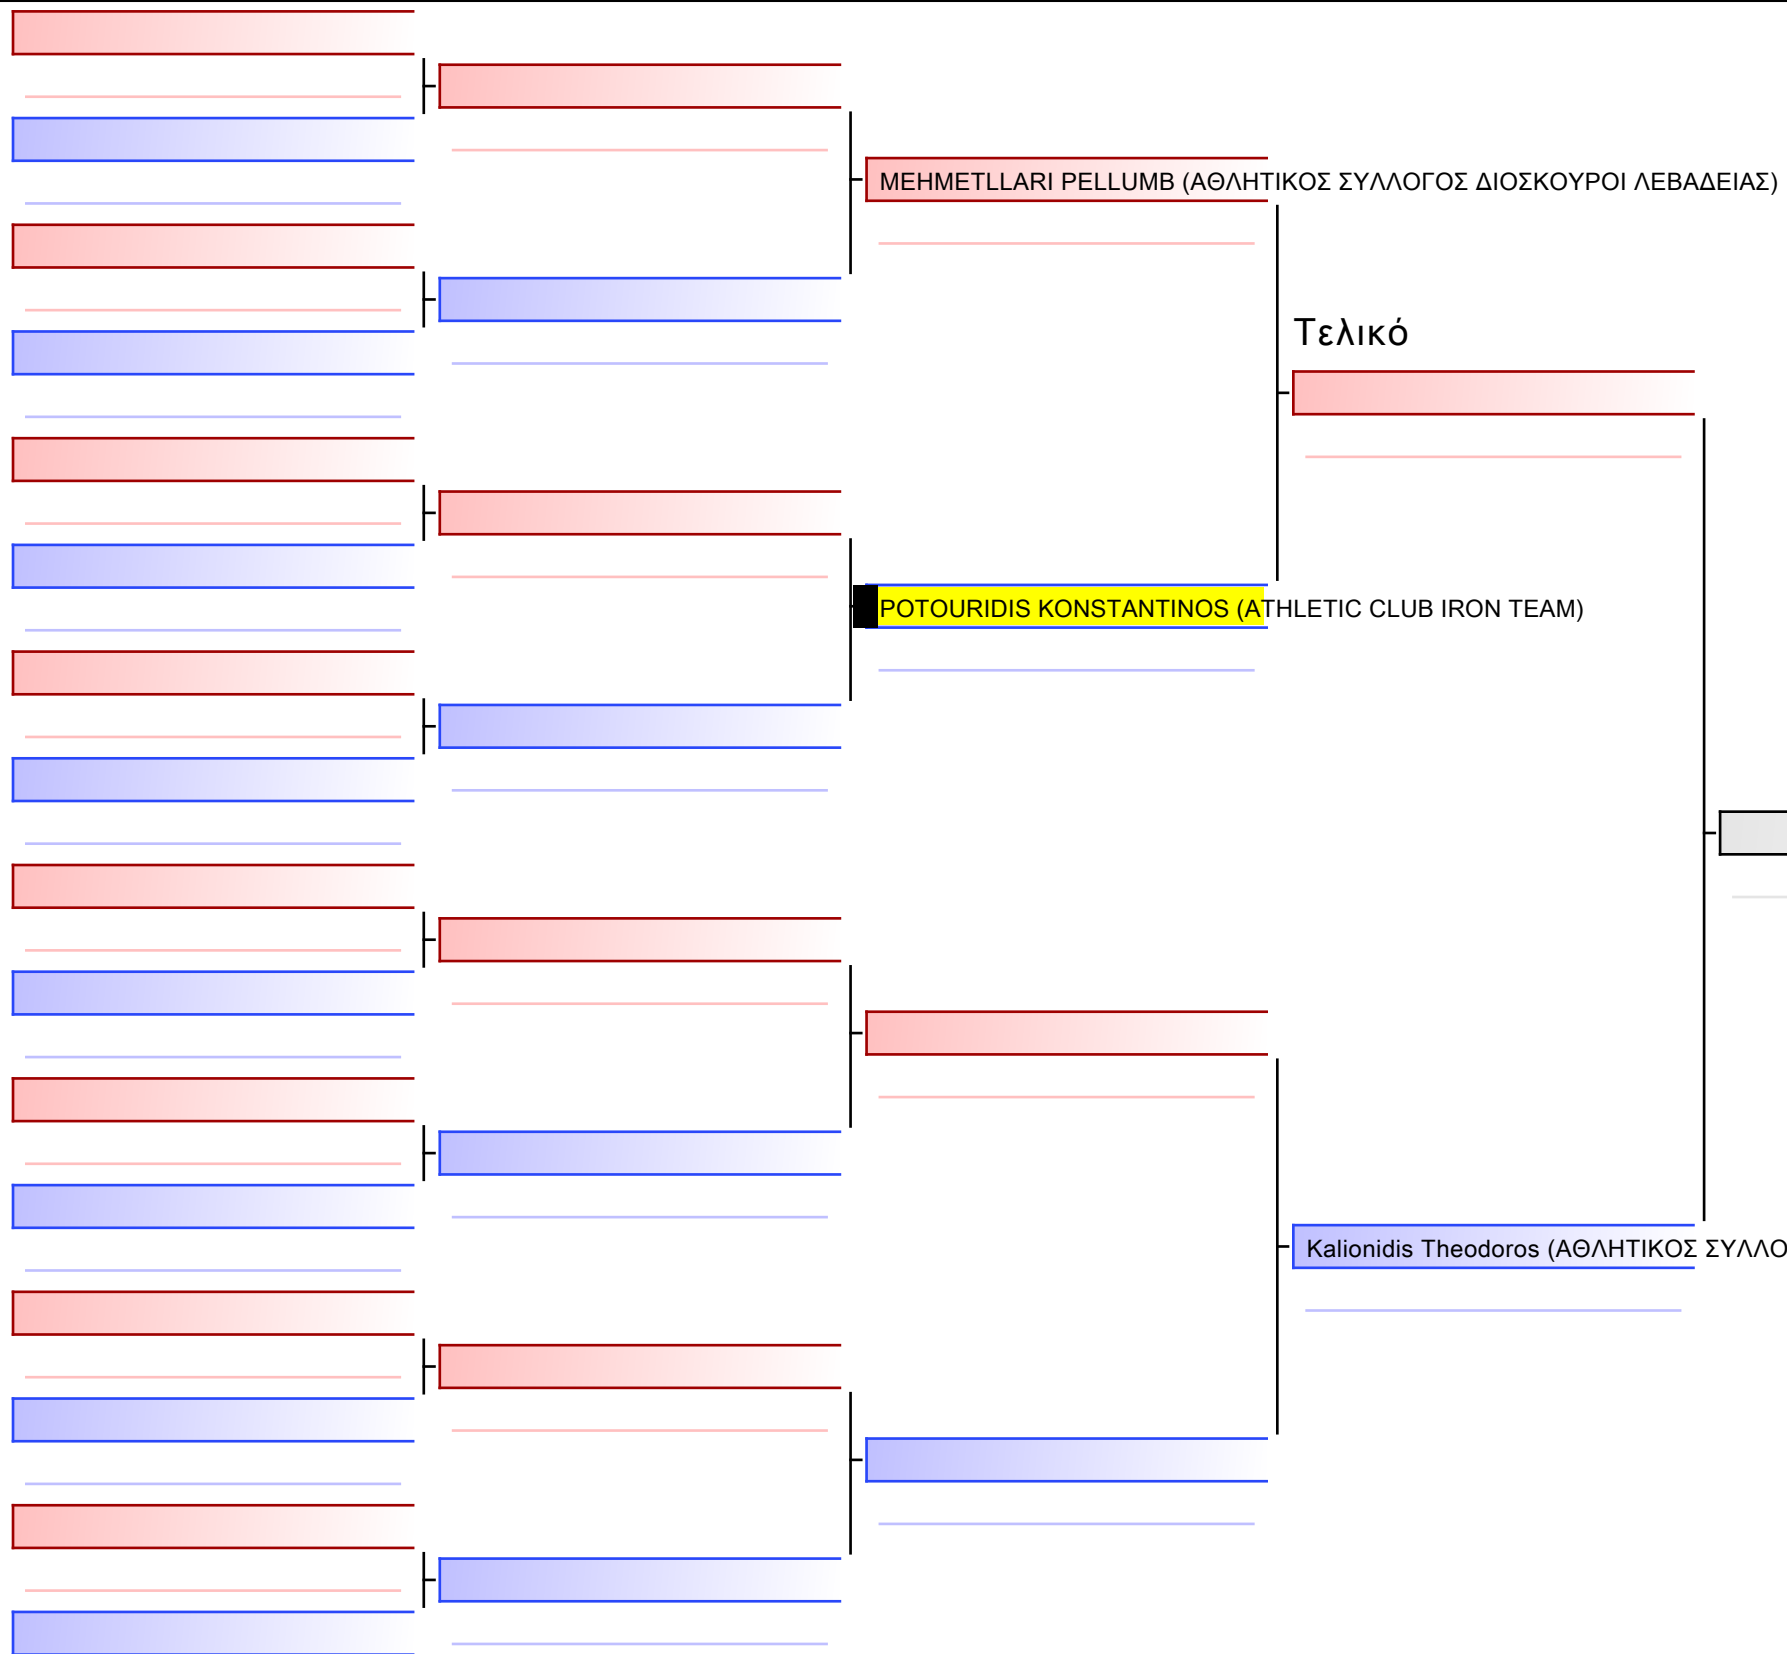 MEHMETLLARI PELLUMB (ΑΘΛΗΤΙΚΟΣ ΣΥΛΛΟΓΟΣ ΔΙΟΣΚΟΥΡΟΙ ΛΕΒΑΔΕΙΑΣ)
Τελικό
POTOURIDIS KONSTANTINOS (ATHLETIC CLUB IRON TEAM)
Kalionidis Theodoros (ΑΘΛΗΤΙΚΟΣ ΣΥΛΛΟ